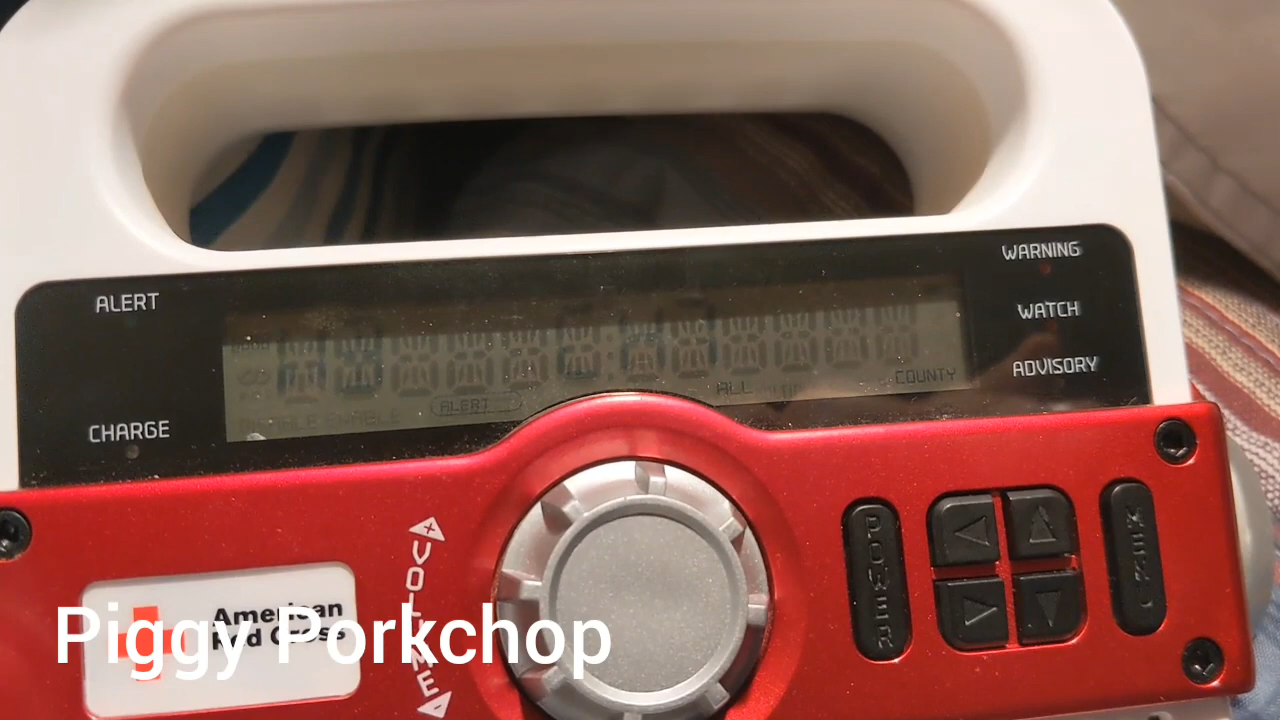 WARNING
ALERT
WATCH
ADVISORY
ALL
COUNTY
ALERT
CHARGE
POWER
VOLUME
American
Red Cross
Piggy Porkchop